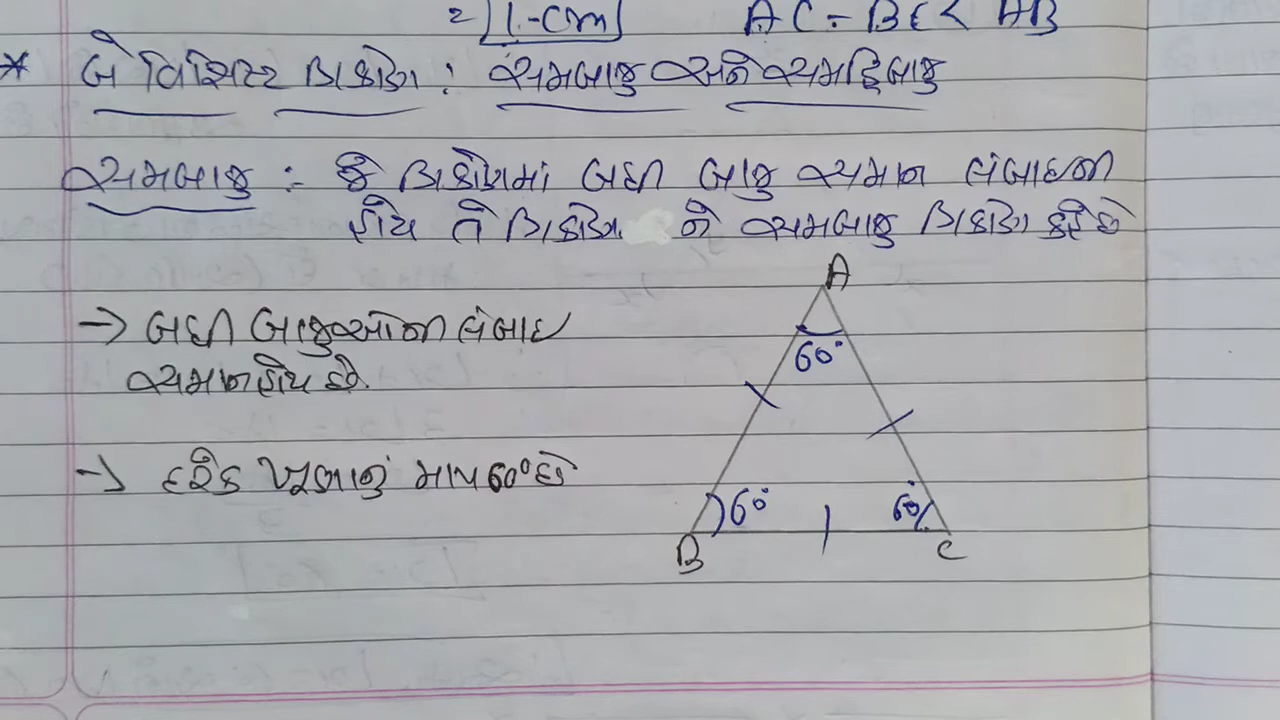 AC - BC < AB
* બે વિશિષ્ટ ત્રિકોણ : સમબાજુ અને સમદ્વિબાજુ
સમબાજુ :- જે ત્રિકોણમાં બધી બાજુ સમાન લંબાઇની
હોય તે ત્રિકોણ ને સમબાજુ ત્રિકોણ કહે છે
A
→ બધી બાજુઓની લંબાઇ
સમાન હોય છે.
60°
→ દરેક ખૂણાનું માપ 60° છે
60° 60°
B C